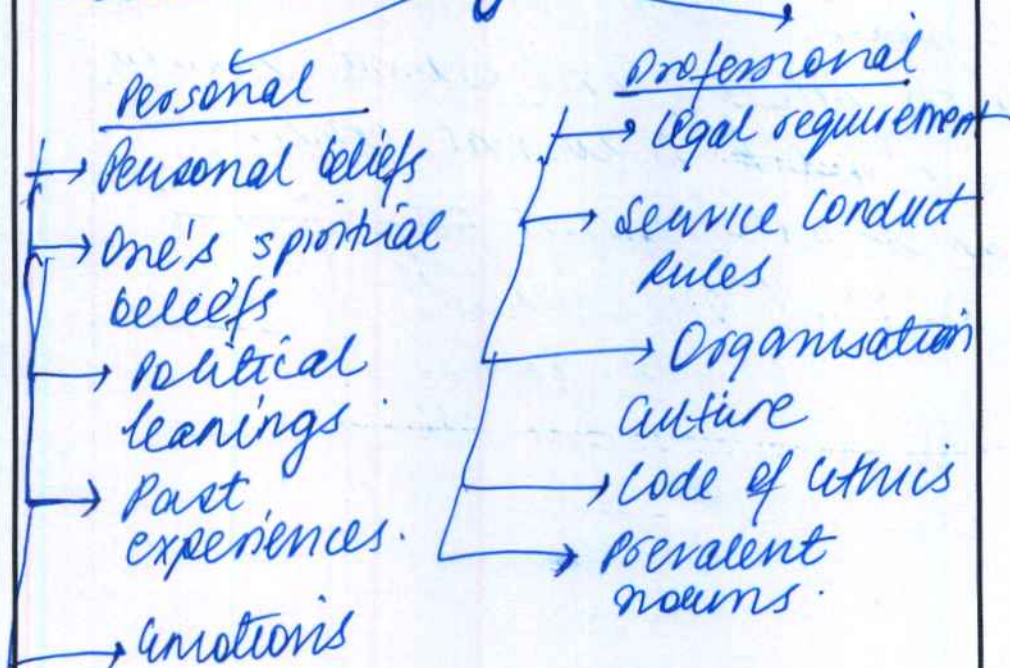 Personal
Personal beliefs
One's spiritual
beliefs
Political
leanings
Past
experiences.
emotions
Professional
legal requirement
Service Conduct
Rules
Organisation
Culture
Code of ethics
Prevalent
norms.